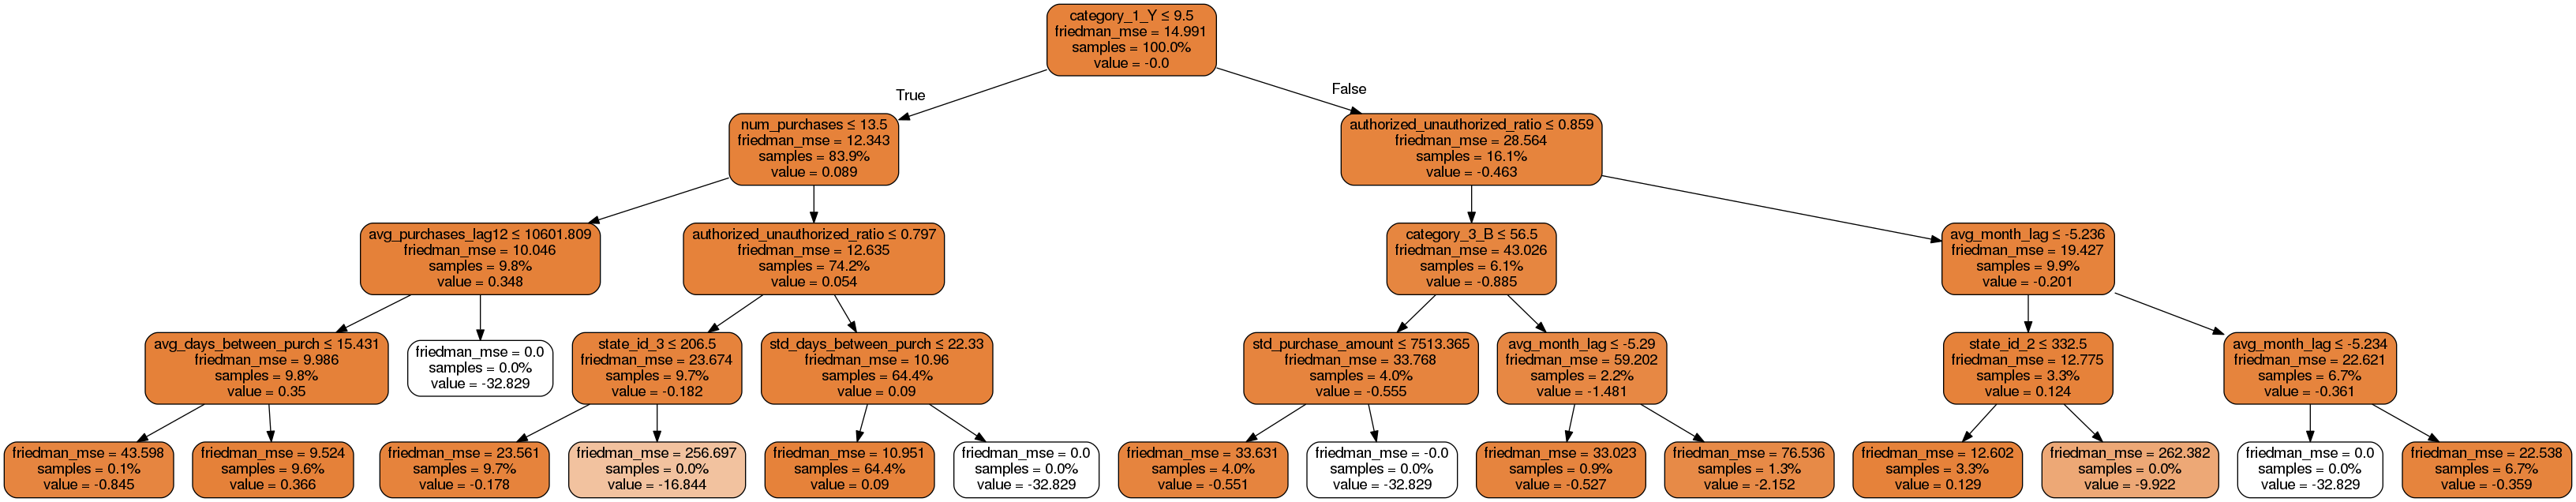 category_1_Y ≤ 9.5
friedman_mse = 14.991
samples = 100.0%
value = -0.0
True
False
num_purchases ≤ 13.5
friedman_mse = 12.343
samples = 83.9%
value = 0.089
authorized_unauthorized_ratio ≤ 0.859
friedman_mse = 28.564
samples = 16.1%
value = -0.463
avg_purchases_lag12 ≤ 10601.809
friedman_mse = 10.046
samples = 9.8%
value = 0.348
authorized_unauthorized_ratio ≤ 0.797
friedman_mse = 12.635
samples = 74.2%
value = 0.054
category_3_B ≤ 56.5
friedman_mse = 43.026
samples = 6.1%
value = -0.885
avg_month_lag ≤ -5.236
friedman_mse = 19.427
samples = 9.9%
value = -0.201
avg_days_between_purch ≤ 15.431
friedman_mse = 9.986
samples = 9.8%
value = 0.35
friedman_mse = 0.0
samples = 0.0%
value = -32.829
state_id_3 ≤ 206.5
friedman_mse = 23.674
samples = 9.7%
value = -0.182
std_days_between_purch ≤ 22.33
friedman_mse = 10.96
samples = 64.4%
value = 0.09
std_purchase_amount ≤ 7513.365
friedman_mse = 33.768
samples = 4.0%
value = -0.555
avg_month_lag ≤ -5.29
friedman_mse = 59.202
samples = 2.2%
value = -1.481
state_id_2 ≤ 332.5
friedman_mse = 12.775
samples = 3.3%
value = 0.124
avg_month_lag ≤ -5.234
friedman_mse = 22.621
samples = 6.7%
value = -0.361
friedman_mse = 43.598
samples = 0.1%
value = -0.845
friedman_mse = 9.524
samples = 9.6%
value = 0.366
friedman_mse = 23.561
samples = 9.7%
value = -0.178
friedman_mse = 256.697
samples = 0.0%
value = -16.844
friedman_mse = 10.951
samples = 64.4%
value = 0.09
friedman_mse = 0.0
samples = 0.0%
value = -32.829
friedman_mse = 33.631
samples = 4.0%
value = -0.551
friedman_mse = -0.0
samples = 0.0%
value = -32.829
friedman_mse = 33.023
samples = 0.9%
value = -0.527
friedman_mse = 76.536
samples = 1.3%
value = -2.152
friedman_mse = 12.602
samples = 3.3%
value = 0.129
friedman_mse = 262.382
samples = 0.0%
value = -9.922
friedman_mse = 0.0
samples = 0.0%
value = -32.829
friedman_mse = 22.538
samples = 6.7%
value = -0.359